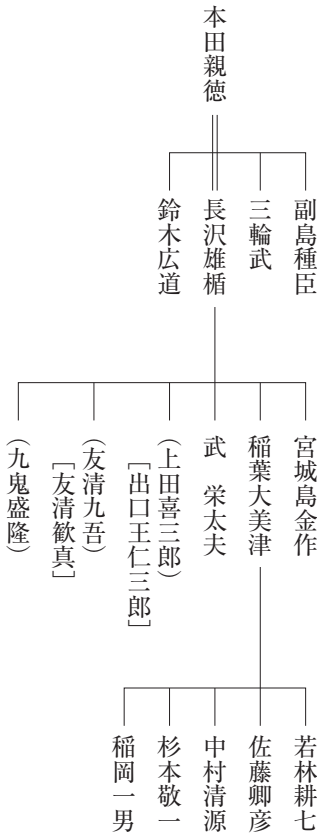 本田親徳
副島種臣
三輪武
長沢雄楯
鈴木広道
宮城島金作
稲葉大美津
武 栄太夫
(上田喜三郎)
[出口王仁三郎]
(友清九吾)
[友清歓真]
(九鬼盛隆)
若林耕七
佐藤卿彦
中村清源
杉本敬一
稲岡一男